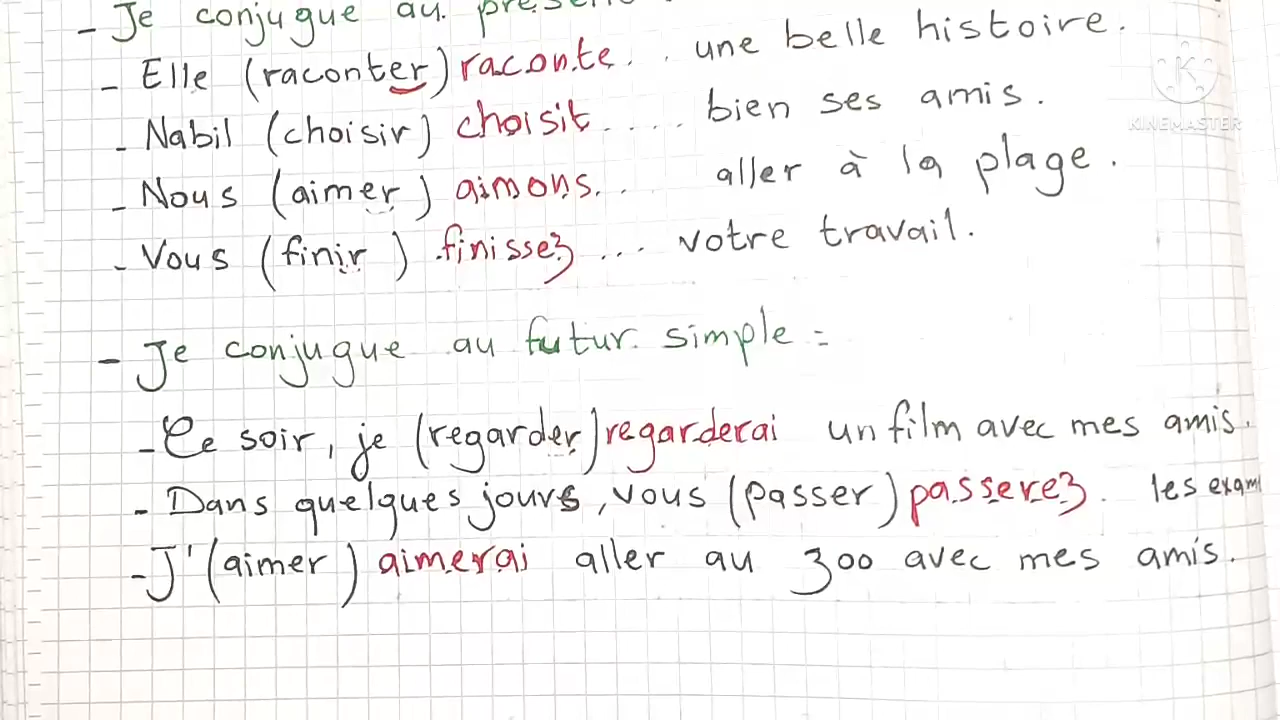 - Je conjugue au présent
- Elle (raconter) raconte... une belle histoire.
- Nabil (choisir) choisit.... bien ses amis.
- Nous (aimer) aimons... aller à la plage.
- Vous (finir) finissez... votre travail.
- Je conjugue au futur simple =
- Ce soir, je (regarder) regarderai un film avec mes amis.
- Dans quelques jours, vous (passer) passerez. les exam
- J'(aimer) aimerai aller au zoo avec mes amis.
KINEMASTER